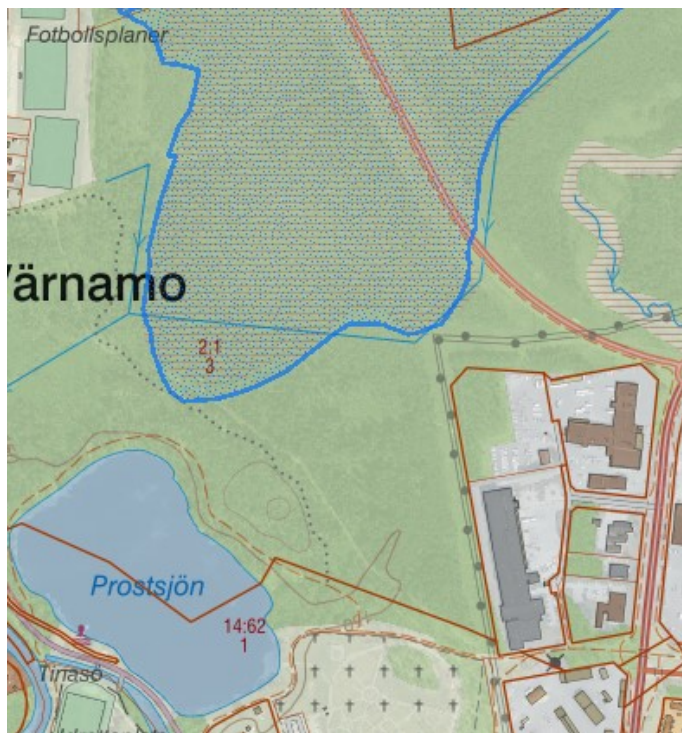 Fotbollsplaner
Värnamo
2,1
3
Prostsjön
14:62
1
Tinasö